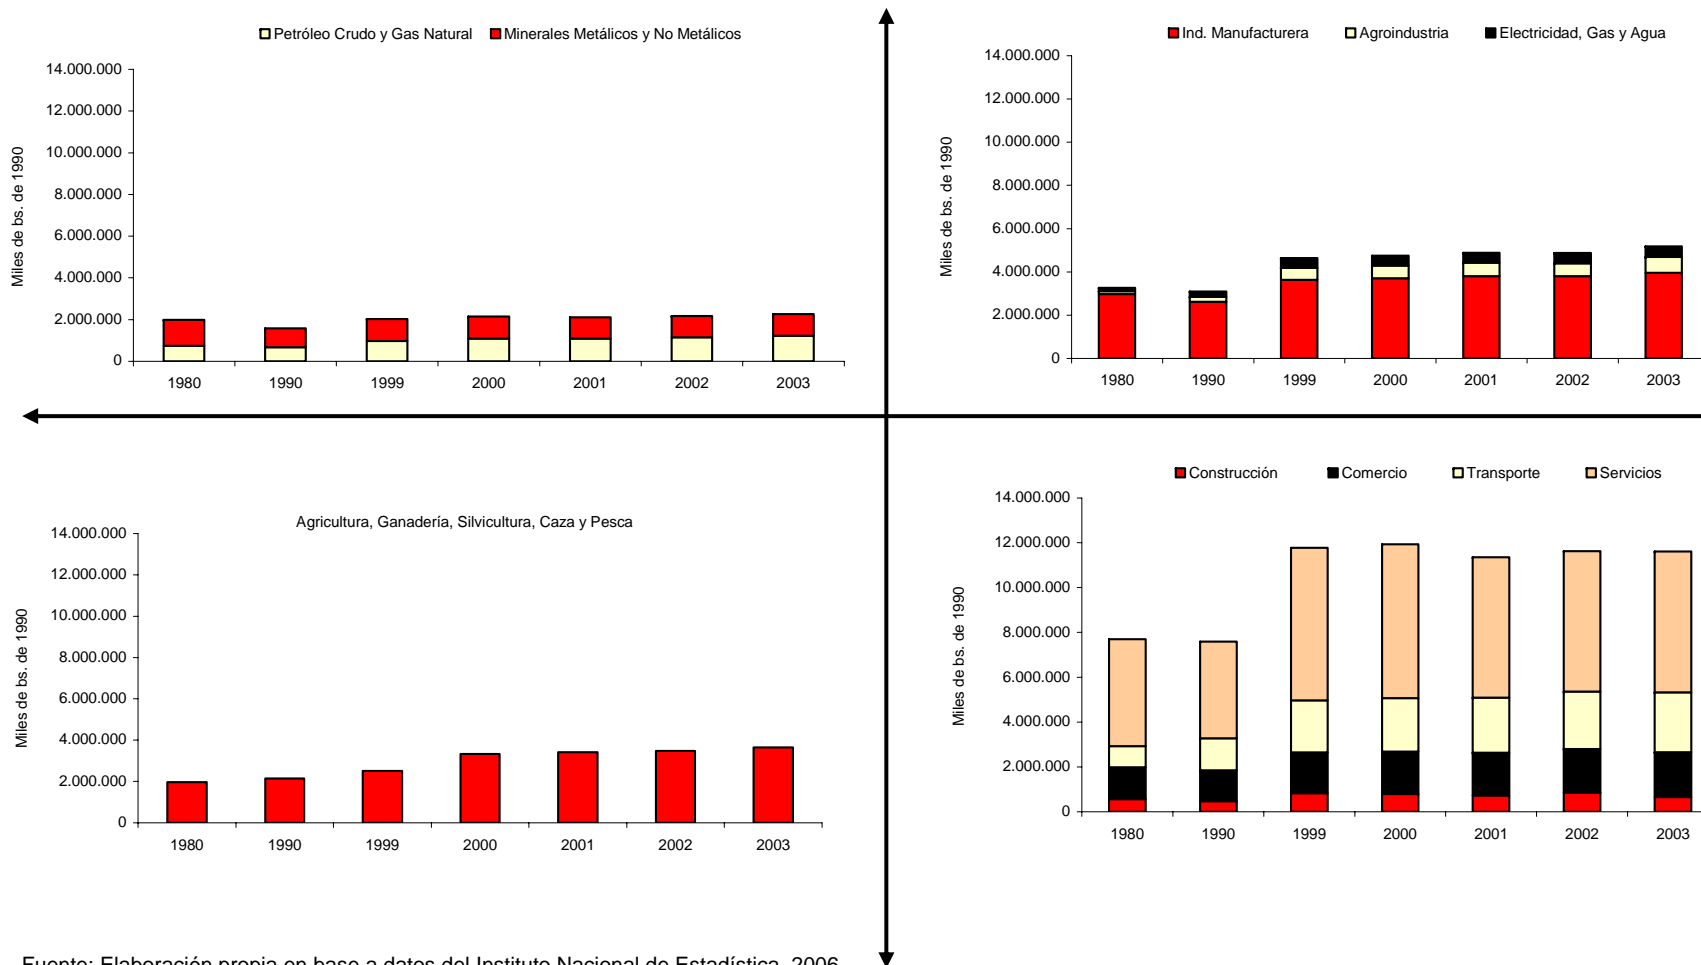 Petróleo Crudo y Gas Natural Minerales Metálicos y No Metálicos
Miles de bs. de 1990
14.000.000
12.000.000
10.000.000
8.000.000
6.000.000
4.000.000
2.000.000
0
1980 1990 1999 2000 2001 2002 2003
Ind. Manufacturera Agroindustria Electricidad, Gas y Agua
Miles de bs. de 1990
14.000.000
12.000.000
10.000.000
8.000.000
6.000.000
4.000.000
2.000.000
0
1980 1990 1999 2000 2001 2002 2003
Agricultura, Ganadería, Silvicultura, Caza y Pesca
Miles de bs. de 1990
14.000.000
12.000.000
10.000.000
8.000.000
6.000.000
4.000.000
2.000.000
0
1980 1990 1999 2000 2001 2002 2003
Construcción Comercio Transporte Servicios
Miles de bs. de 1990
14.000.000
12.000.000
10.000.000
8.000.000
6.000.000
4.000.000
2.000.000
0
1980 1990 1999 2000 2001 2002 2003
Fuente: Elaboración propia en base a datos del Instituto Nacional de Estadística, 2006